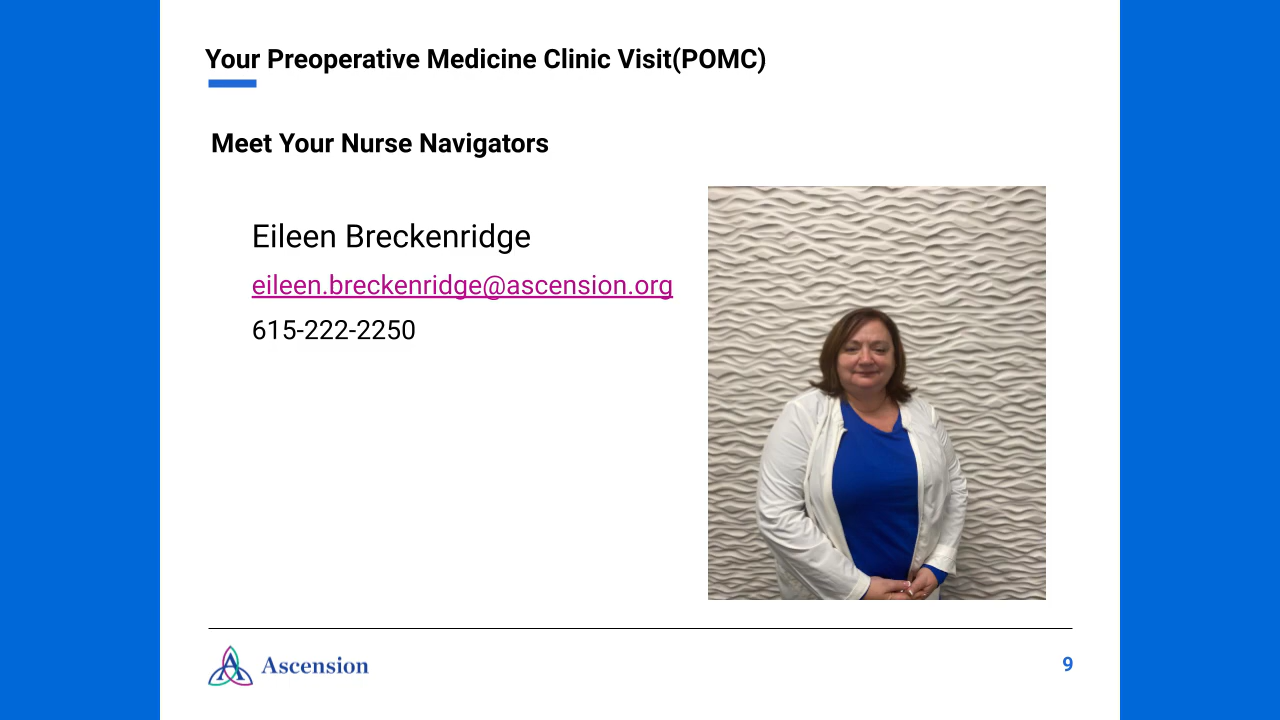 Your Preoperative Medicine Clinic Visit(POMC)
Meet Your Nurse Navigators
Eileen Breckenridge
eileen.breckenridge@ascension.org
615-222-2250
Ascension
9